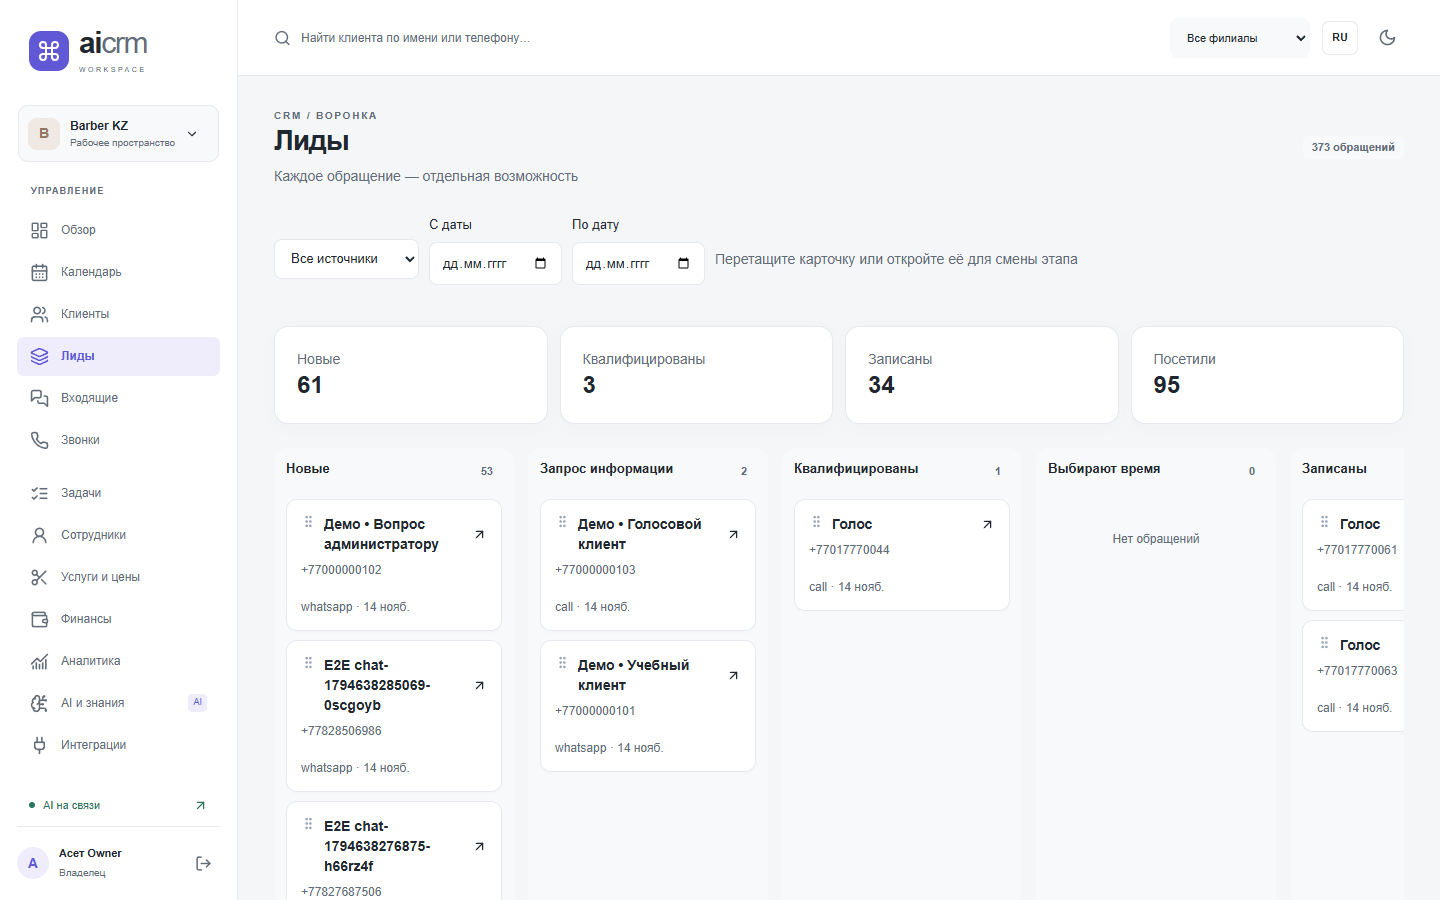 aicrm
WORKSPACE
B
Barber KZ
Рабочее пространство
УПРАВЛЕНИЕ
Обзор
Календарь
Клиенты
Лиды
Входящие
Звонки
Задачи
Сотрудники
Услуги и цены
Финансы
Аналитика
AI и знания
AI
Интеграции
AI на связи
A
Асет Owner
Владелец
Найти клиента по имени или телефону...
Все филиалы
RU
CRM / ВОРОНКА
Лиды
373 обращений
Каждое обращение — отдельная возможность
Все источники
С даты
дд.мм.гггг
По дату
дд.мм.гггг
Перетащите карточку или откройте её для смены этапа
Новые
61
Квалифицированы
3
Записаны
34
Посетили
95
Новые
53
Демо • Вопрос
администратору
+77000000102
whatsapp · 14 нояб.
E2E chat-
1794638285069-
0scgoyb
+77828506986
whatsapp · 14 нояб.
E2E chat-
1794638276875-
h66rz4f
+77827687506
Запрос информации
2
Демо • Голосовой
клиент
+77000000103
call · 14 нояб.
Демо • Учебный
клиент
+77000000101
whatsapp · 14 нояб.
Квалифицированы
1
Голос
+77017770044
call · 14 нояб.
Выбирают время
0
Нет обращений
Записаны
Голос
+77017770061
call · 14 нояб.
Голос
+77017770063
call · 14 нояб.